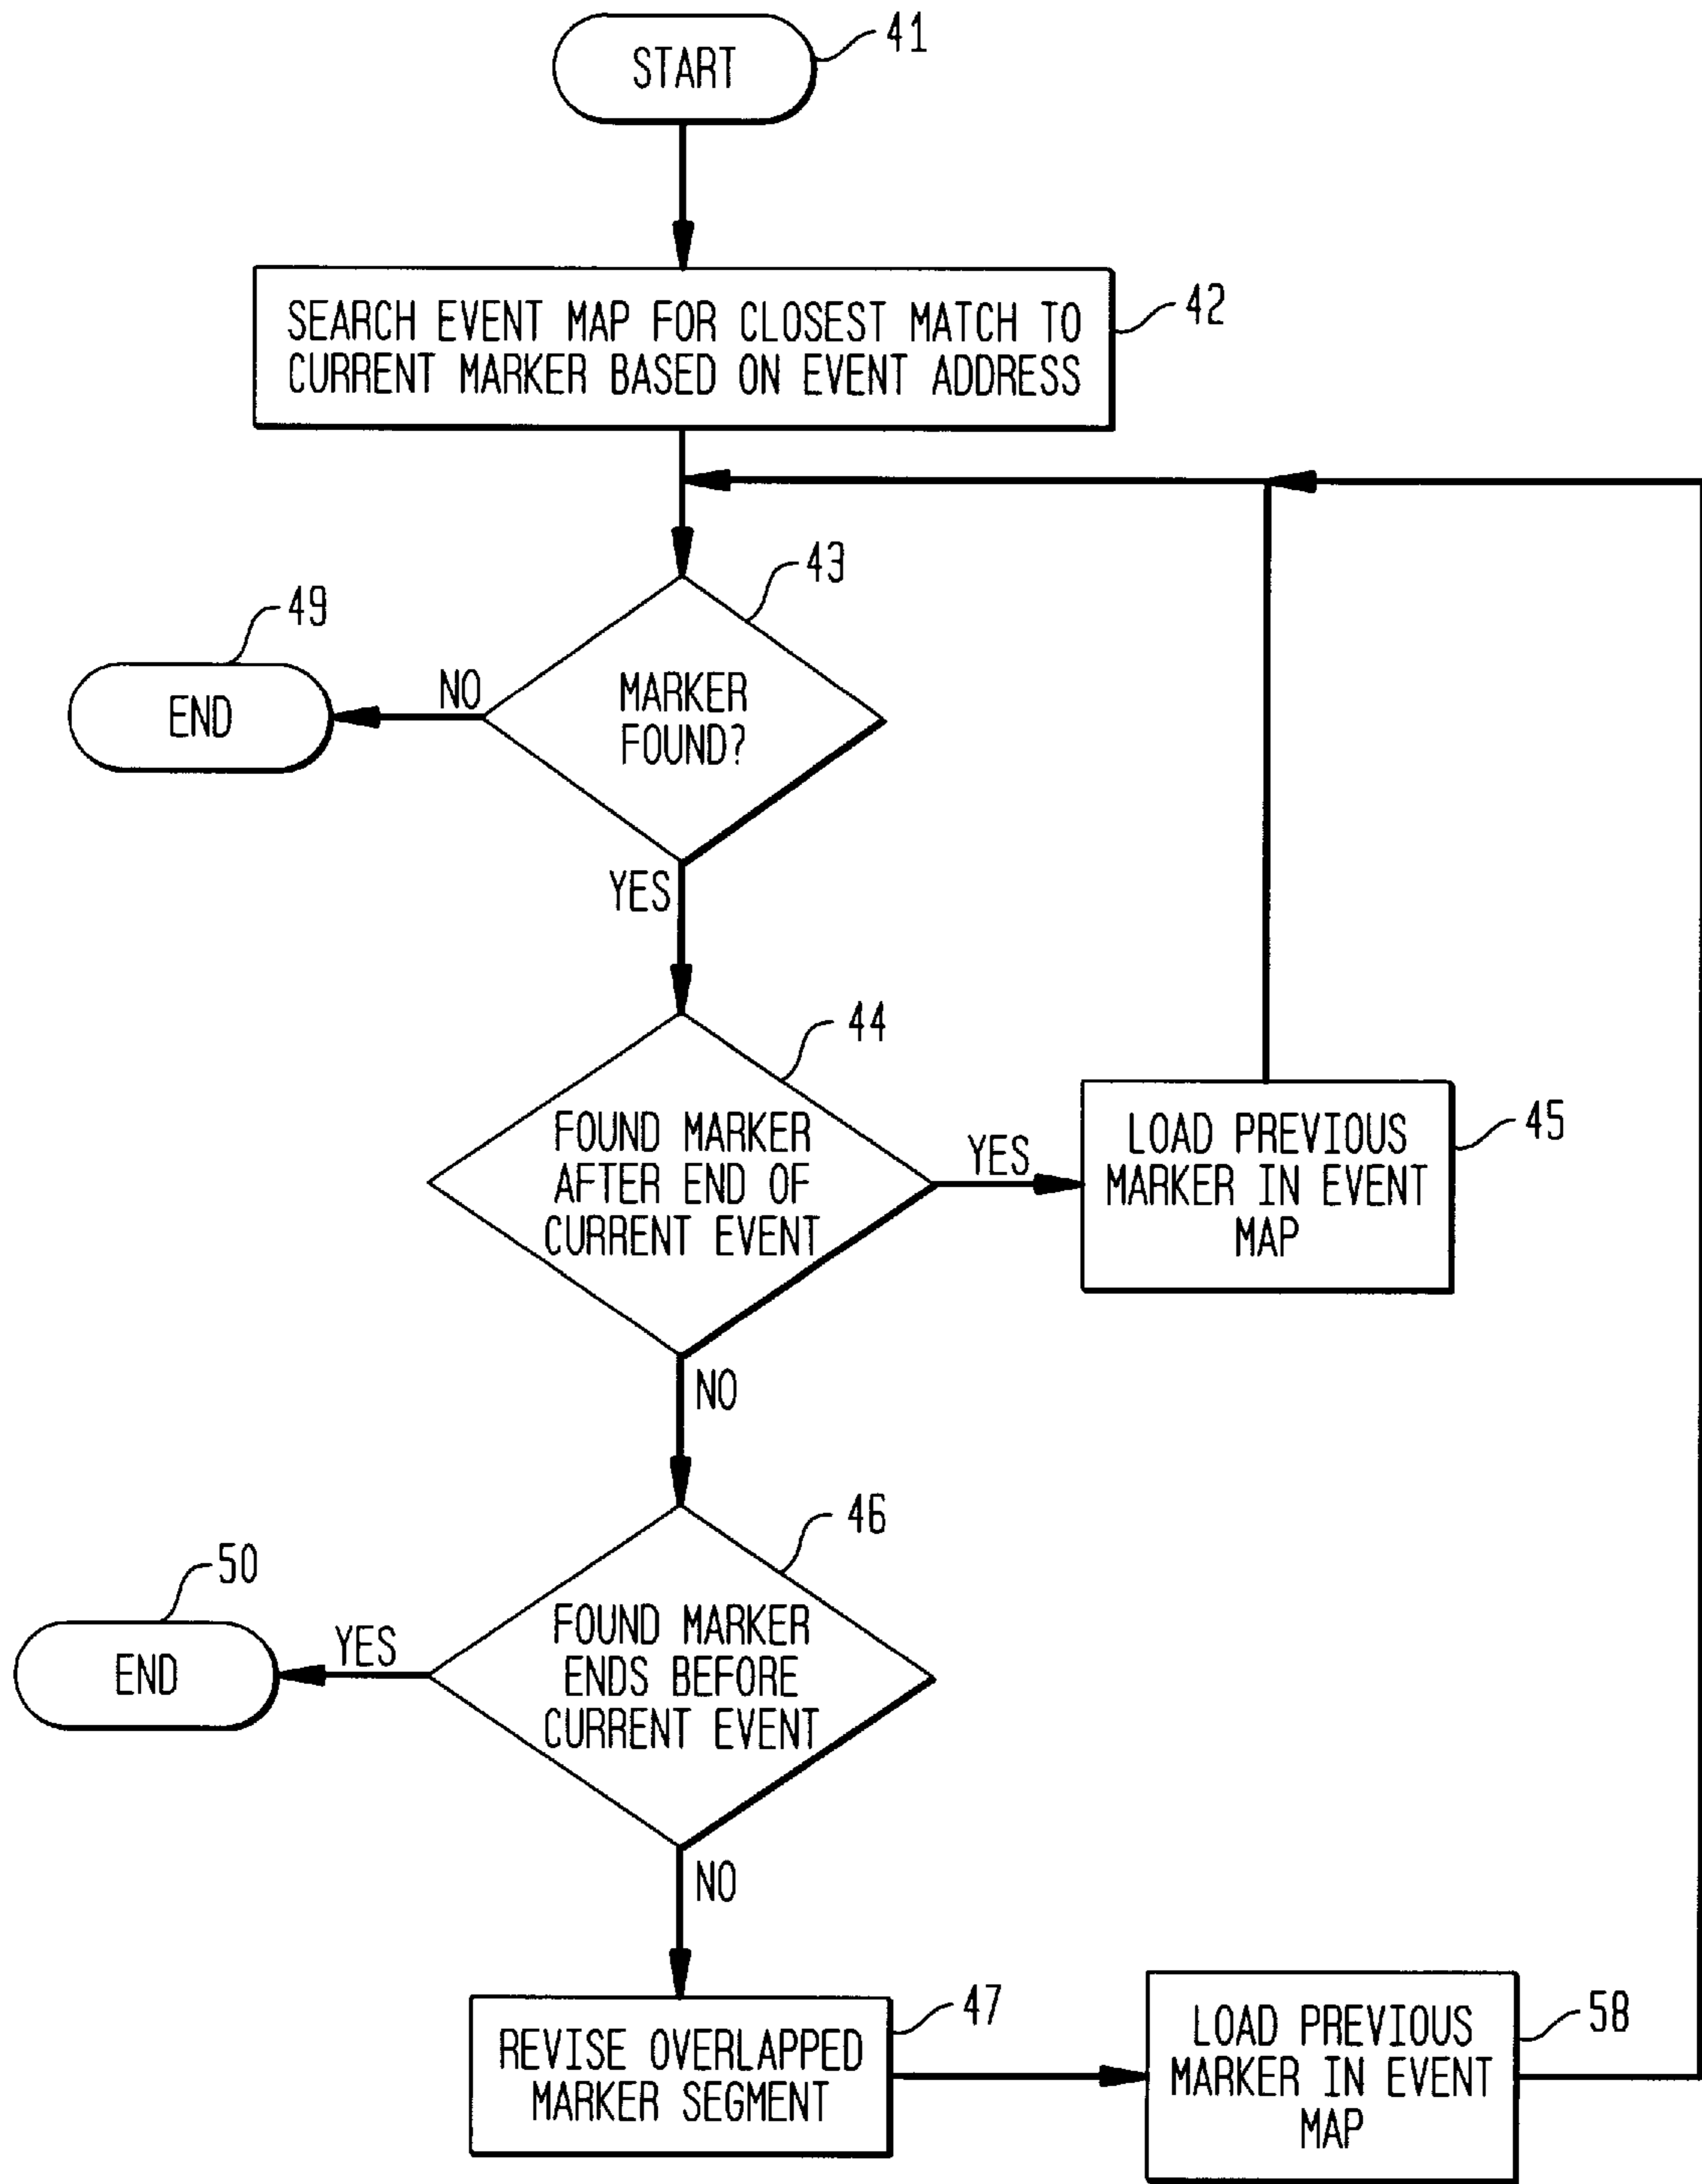 START
41
SEARCH EVENT MAP FOR CLOSEST MATCH TO
CURRENT MARKER BASED ON EVENT ADDRESS
42
43
MARKER
FOUND?
NO
49
END
YES
44
FOUND MARKER
AFTER END OF
CURRENT EVENT
YES
LOAD PREVIOUS
MARKER IN EVENT
MAP
45
NO
46
FOUND MARKER
ENDS BEFORE
CURRENT EVENT
YES
50
END
NO
REVISE OVERLAPPED
MARKER SEGMENT
47
LOAD PREVIOUS
MARKER IN EVENT
MAP
58